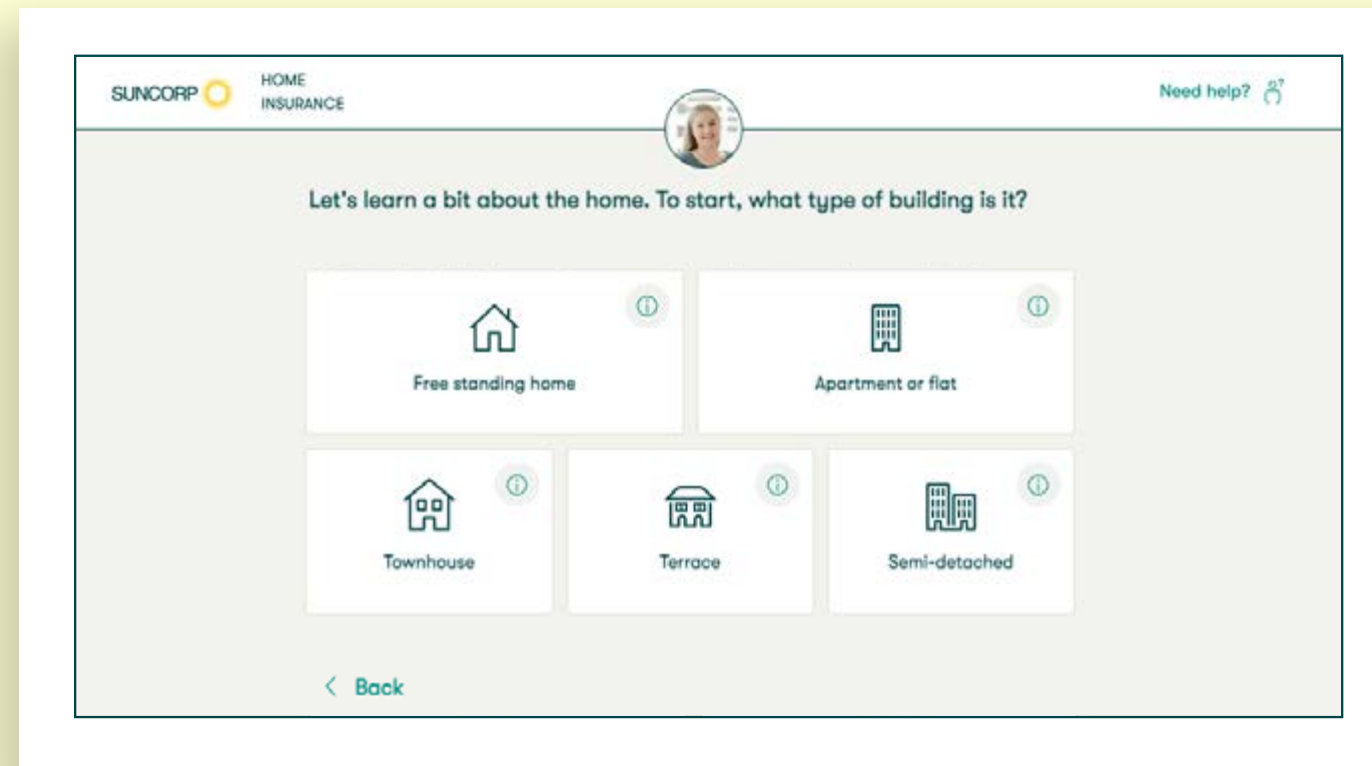 SUNCORP
HOME
INSURANCE
Need help?
Let's learn a bit about the home. To start, what type of building is it?
Free standing home
Apartment or flat
Townhouse
Terrace
Semi-detached
Back